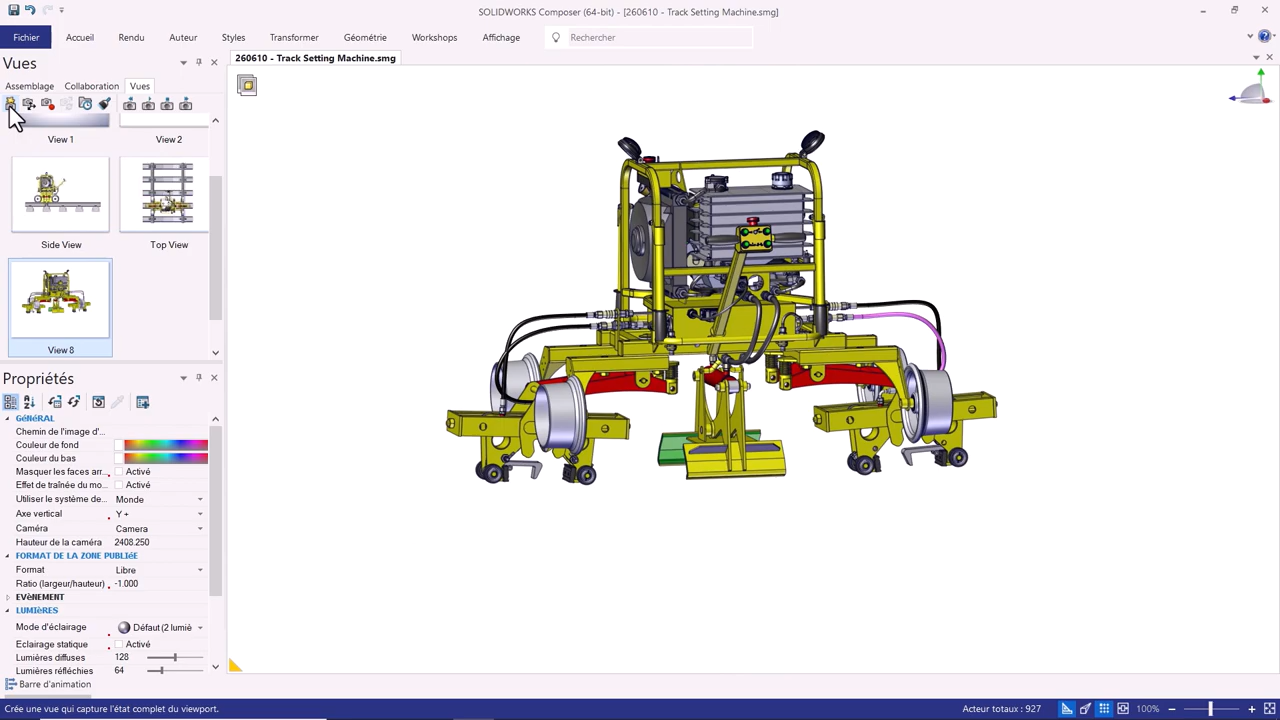 SOLIDWORKS Composer (64-bit) - [260610 - Track Setting Machine.smg]
Fichier Accueil Rendu Auteur Styles Transformer Géométrie Workshops Affichage Rechercher
Vues
260610 - Track Setting Machine.smg
Assemblage Collaboration Vues
View 1 View 2
Side View Top View
View 8
Propriétés
GéNéRAL
Chemin de l'image d'...
Couleur de fond
Couleur du bas
Masquer les faces arr... Activé
Effet de traînée du mo... Activé
Utiliser le système de... Monde
Axe vertical Y +
Caméra Camera
Hauteur de la caméra 2408.250
FORMAT DE LA ZONE PUBLIéE
Format Libre
Ratio (largeur/hauteur) -1.000
EVèNEMENT
LUMIèRES
Mode d'éclairage Défaut (2 lumiè
Eclairage statique Activé
Lumières diffuses 128
Lumières réfléchies 64
Barre d'animation
Crée une vue qui capture l'état complet du viewport. Acteur totaux : 927 100%